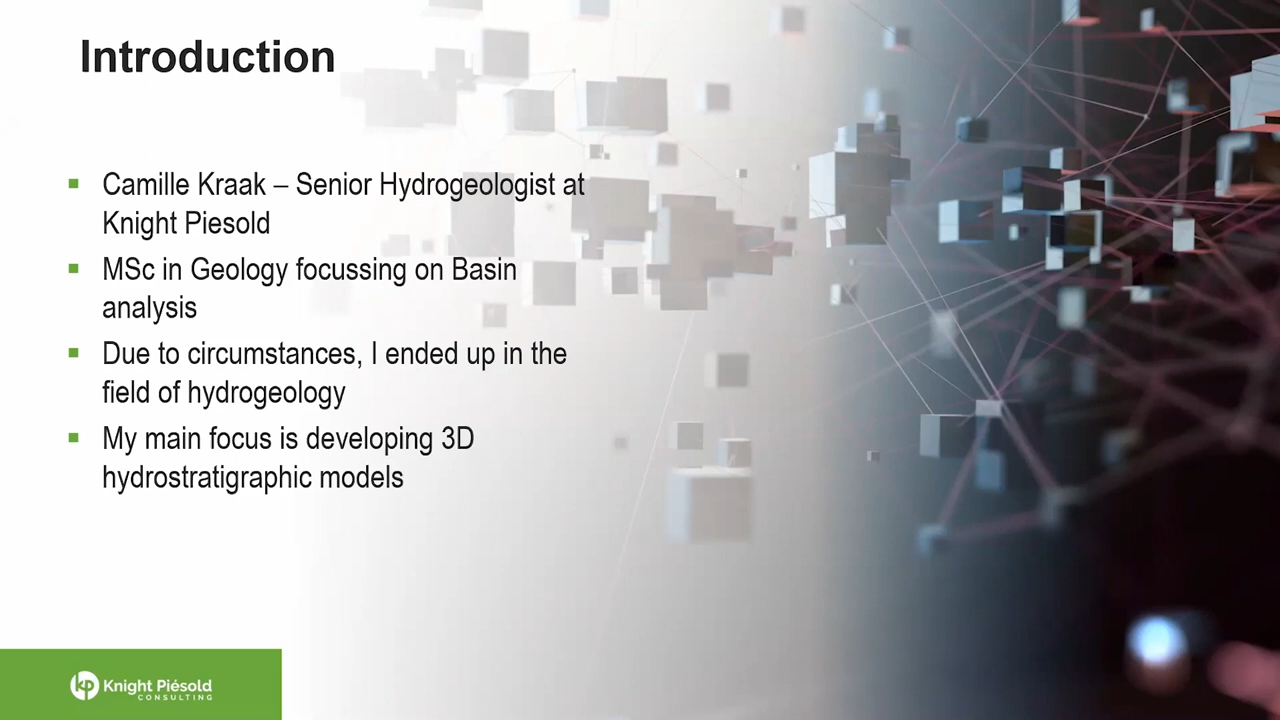 Introduction
▪ Camille Kraak – Senior Hydrogeologist at
Knight Piesold
▪ MSc in Geology focussing on Basin
analysis
▪ Due to circumstances, I ended up in the
field of hydrogeology
▪ My main focus is developing 3D
hydrostratigraphic models
kp Knight Piésold
CONSULTING